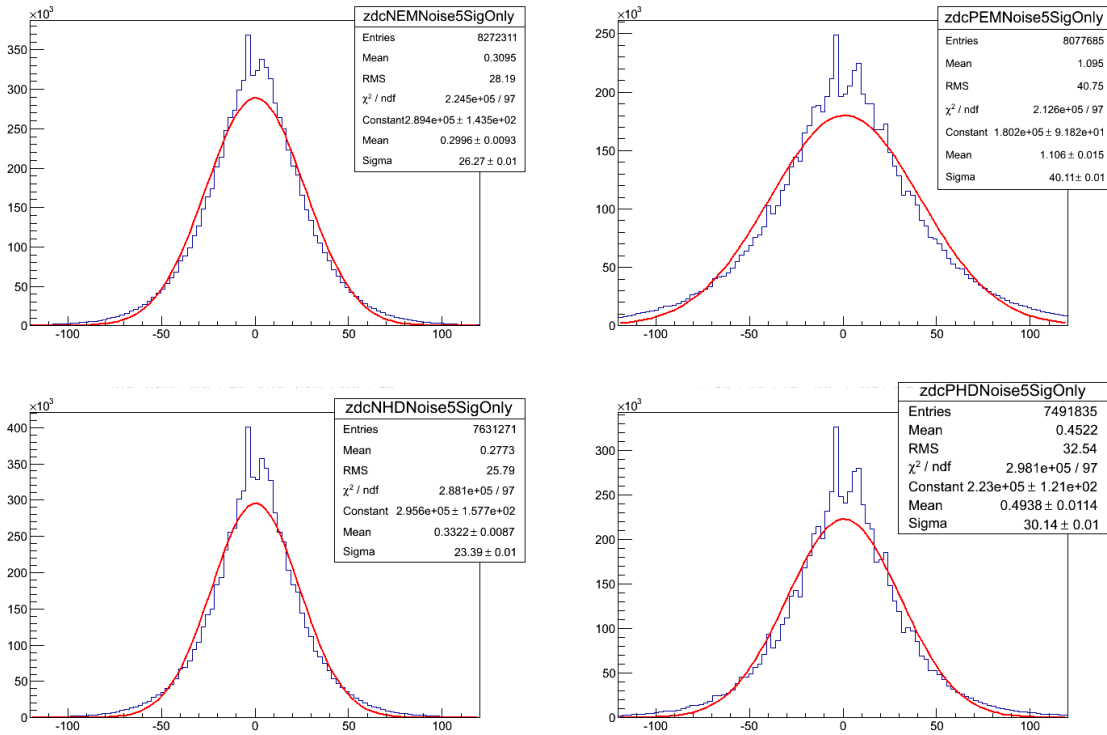 zdcNEMNoise5SigOnly
Entries 8272311
Mean 0.3095
RMS 28.19
χ² / ndf 2.245e+05 / 97
Constant 2.894e+05 ± 1.435e+02
Mean 0.2996 ± 0.0093
Sigma 26.27 ± 0.01
×10³
350
300
250
200
150
100
50
0
-100 -50 0 50 100
zdcPEMNoise5SigOnly
Entries 8077685
Mean 1.095
RMS 40.75
χ² / ndf 2.126e+05 / 97
Constant 1.802e+05 ± 9.182e+01
Mean 1.106 ± 0.015
Sigma 40.11 ± 0.01
×10³
250
200
150
100
50
0
-100 -50 0 50 100
zdcNHDNoise5SigOnly
Entries 7631271
Mean 0.2773
RMS 25.79
χ² / ndf 2.881e+05 / 97
Constant 2.956e+05 ± 1.577e+02
Mean 0.3322 ± 0.0087
Sigma 23.39 ± 0.01
×10³
400
350
300
250
200
150
100
50
0
-100 -50 0 50 100
zdcPHDNoise5SigOnly
Entries 7491835
Mean 0.4522
RMS 32.54
χ² / ndf 2.981e+05 / 97
Constant 2.23e+05 ± 1.21e+02
Mean 0.4938 ± 0.0114
Sigma 30.14 ± 0.01
×10³
300
250
200
150
100
50
0
-100 -50 0 50 100